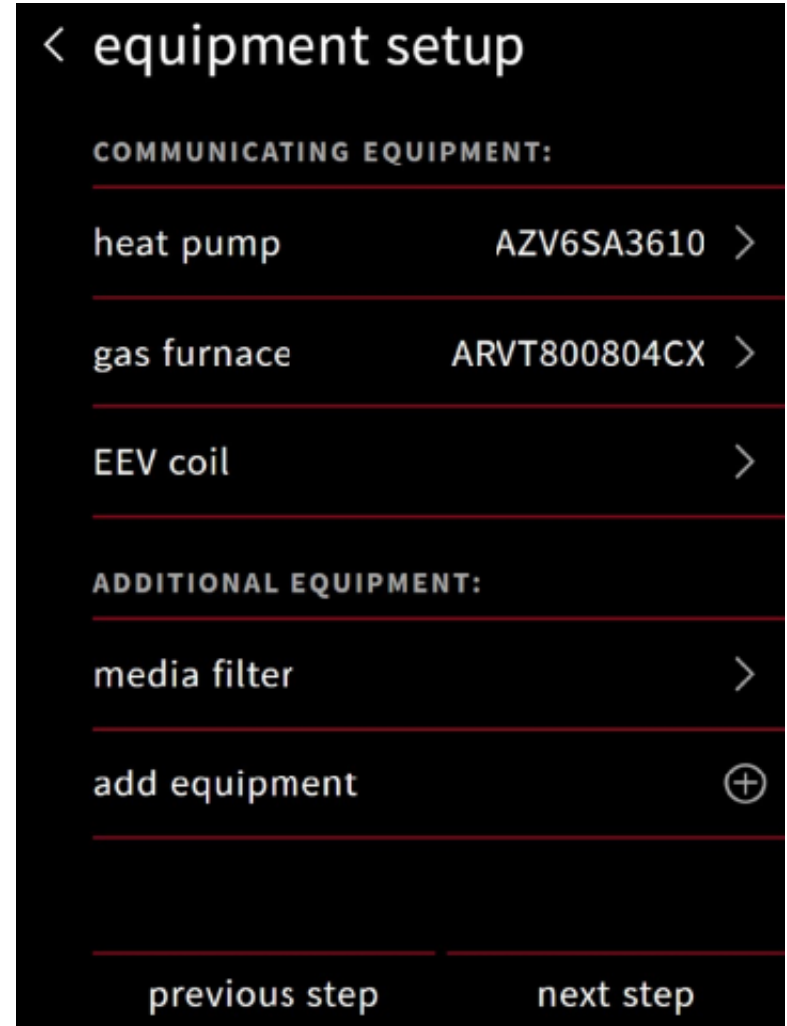 equipment setup
COMMUNICATING EQUIPMENT:
heat pump AZV6SA3610
gas furnace ARVT800804CX
EEV coil
ADDITIONAL EQUIPMENT:
media filter
add equipment
previous step next step